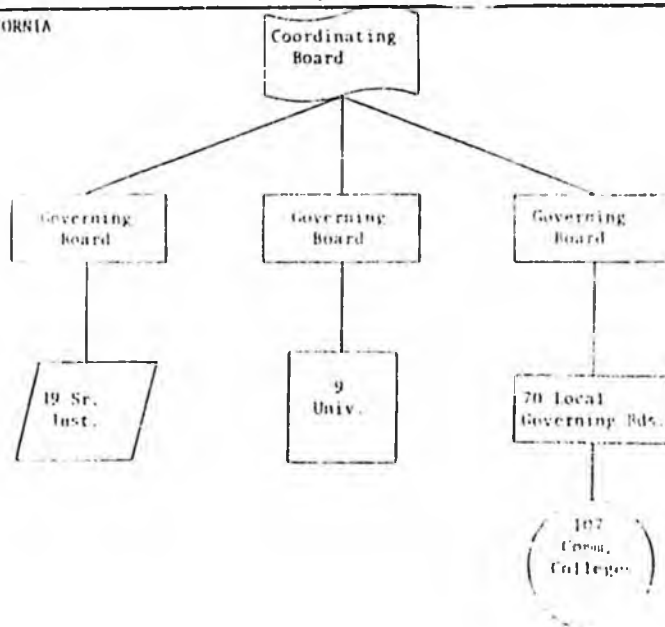 ORNIA
Coordinating
Board
Governing
Board
Governing
Board
Governing
Board
19 Sr.
Inst.
9
Univ.
70 Local
Governing Bds.
107
Comm.
Colleges